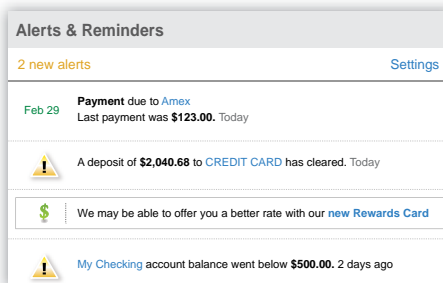 Alerts & Reminders
2 new alerts Settings
Feb 29 Payment due to Amex
Last payment was $123.00. Today
A deposit of $2,040.68 to CREDIT CARD has cleared. Today
$ We may be able to offer you a better rate with our new Rewards Card
My Checking account balance went below $500.00. 2 days ago